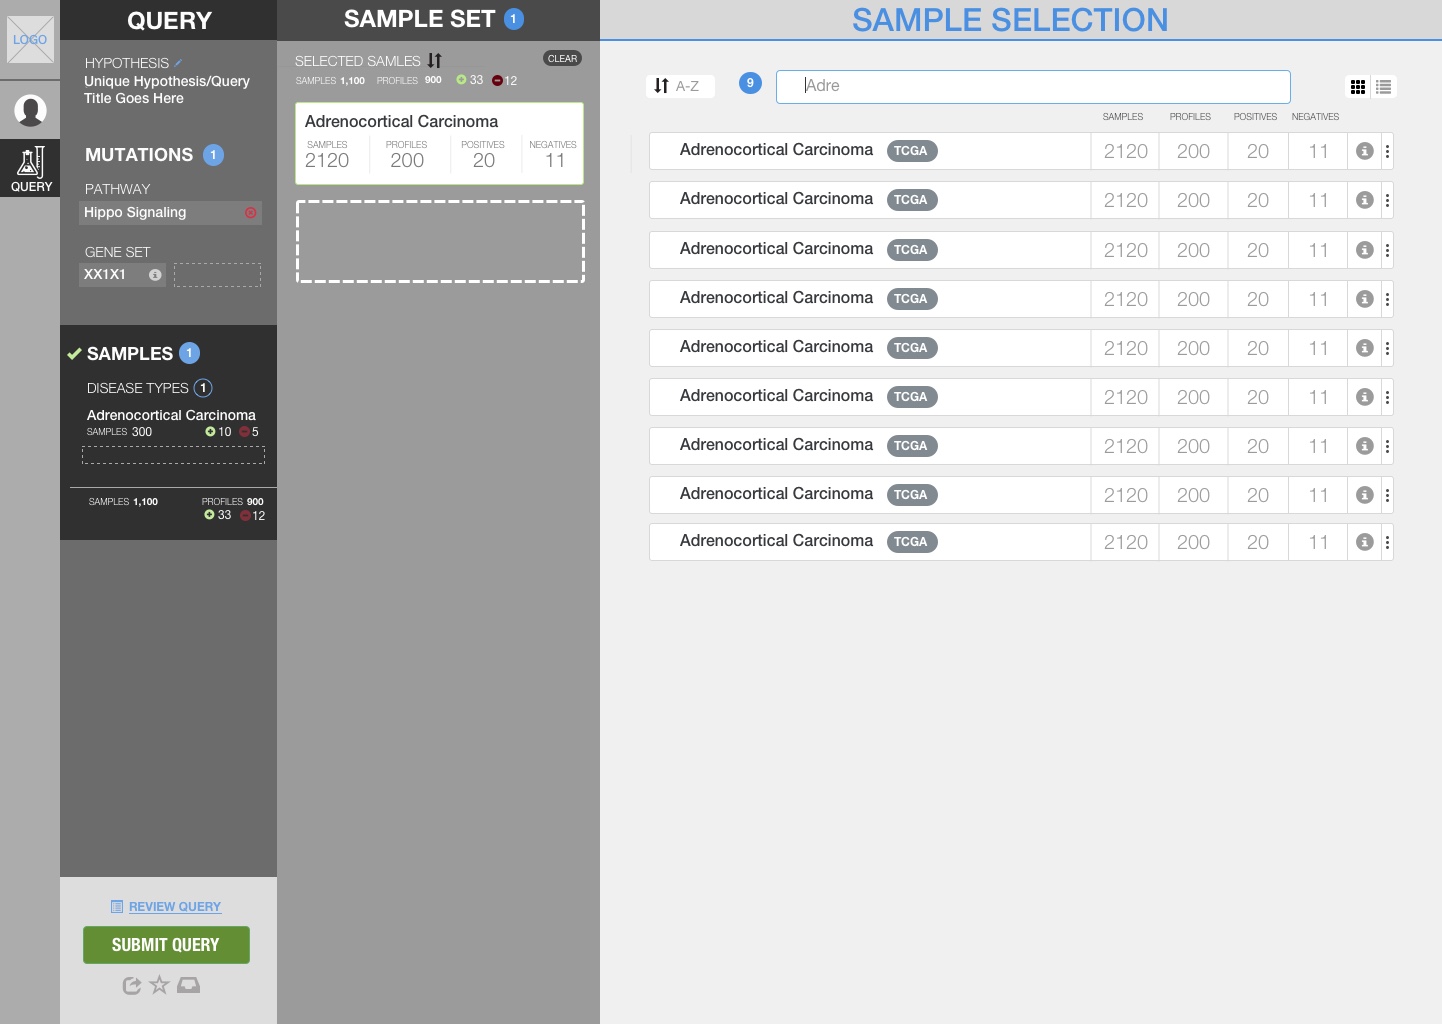 LOGO
QUERY
QUERY
HYPOTHESIS
Unique Hypothesis/Query
Title Goes Here
MUTATIONS 1
PATHWAY
Hippo Signaling
GENE SET
XX1X1
SAMPLES 1
DISEASE TYPES 1
Adrenocortical Carcinoma
SAMPLES 300 10 5
SAMPLES 1,100 PROFILES 900
33 12
REVIEW QUERY
SUBMIT QUERY
SAMPLE SET 1
SELECTED SAMLES CLEAR
SAMPLES 1,100 PROFILES 900 33 12
Adrenocortical Carcinoma
SAMPLES PROFILES POSITIVES NEGATIVES
2120 200 20 11
SAMPLE SELECTION
A-Z 9 Adre
SAMPLES PROFILES POSITIVES NEGATIVES
Adrenocortical Carcinoma TCGA 2120 200 20 11
Adrenocortical Carcinoma TCGA 2120 200 20 11
Adrenocortical Carcinoma TCGA 2120 200 20 11
Adrenocortical Carcinoma TCGA 2120 200 20 11
Adrenocortical Carcinoma TCGA 2120 200 20 11
Adrenocortical Carcinoma TCGA 2120 200 20 11
Adrenocortical Carcinoma TCGA 2120 200 20 11
Adrenocortical Carcinoma TCGA 2120 200 20 11
Adrenocortical Carcinoma TCGA 2120 200 20 11